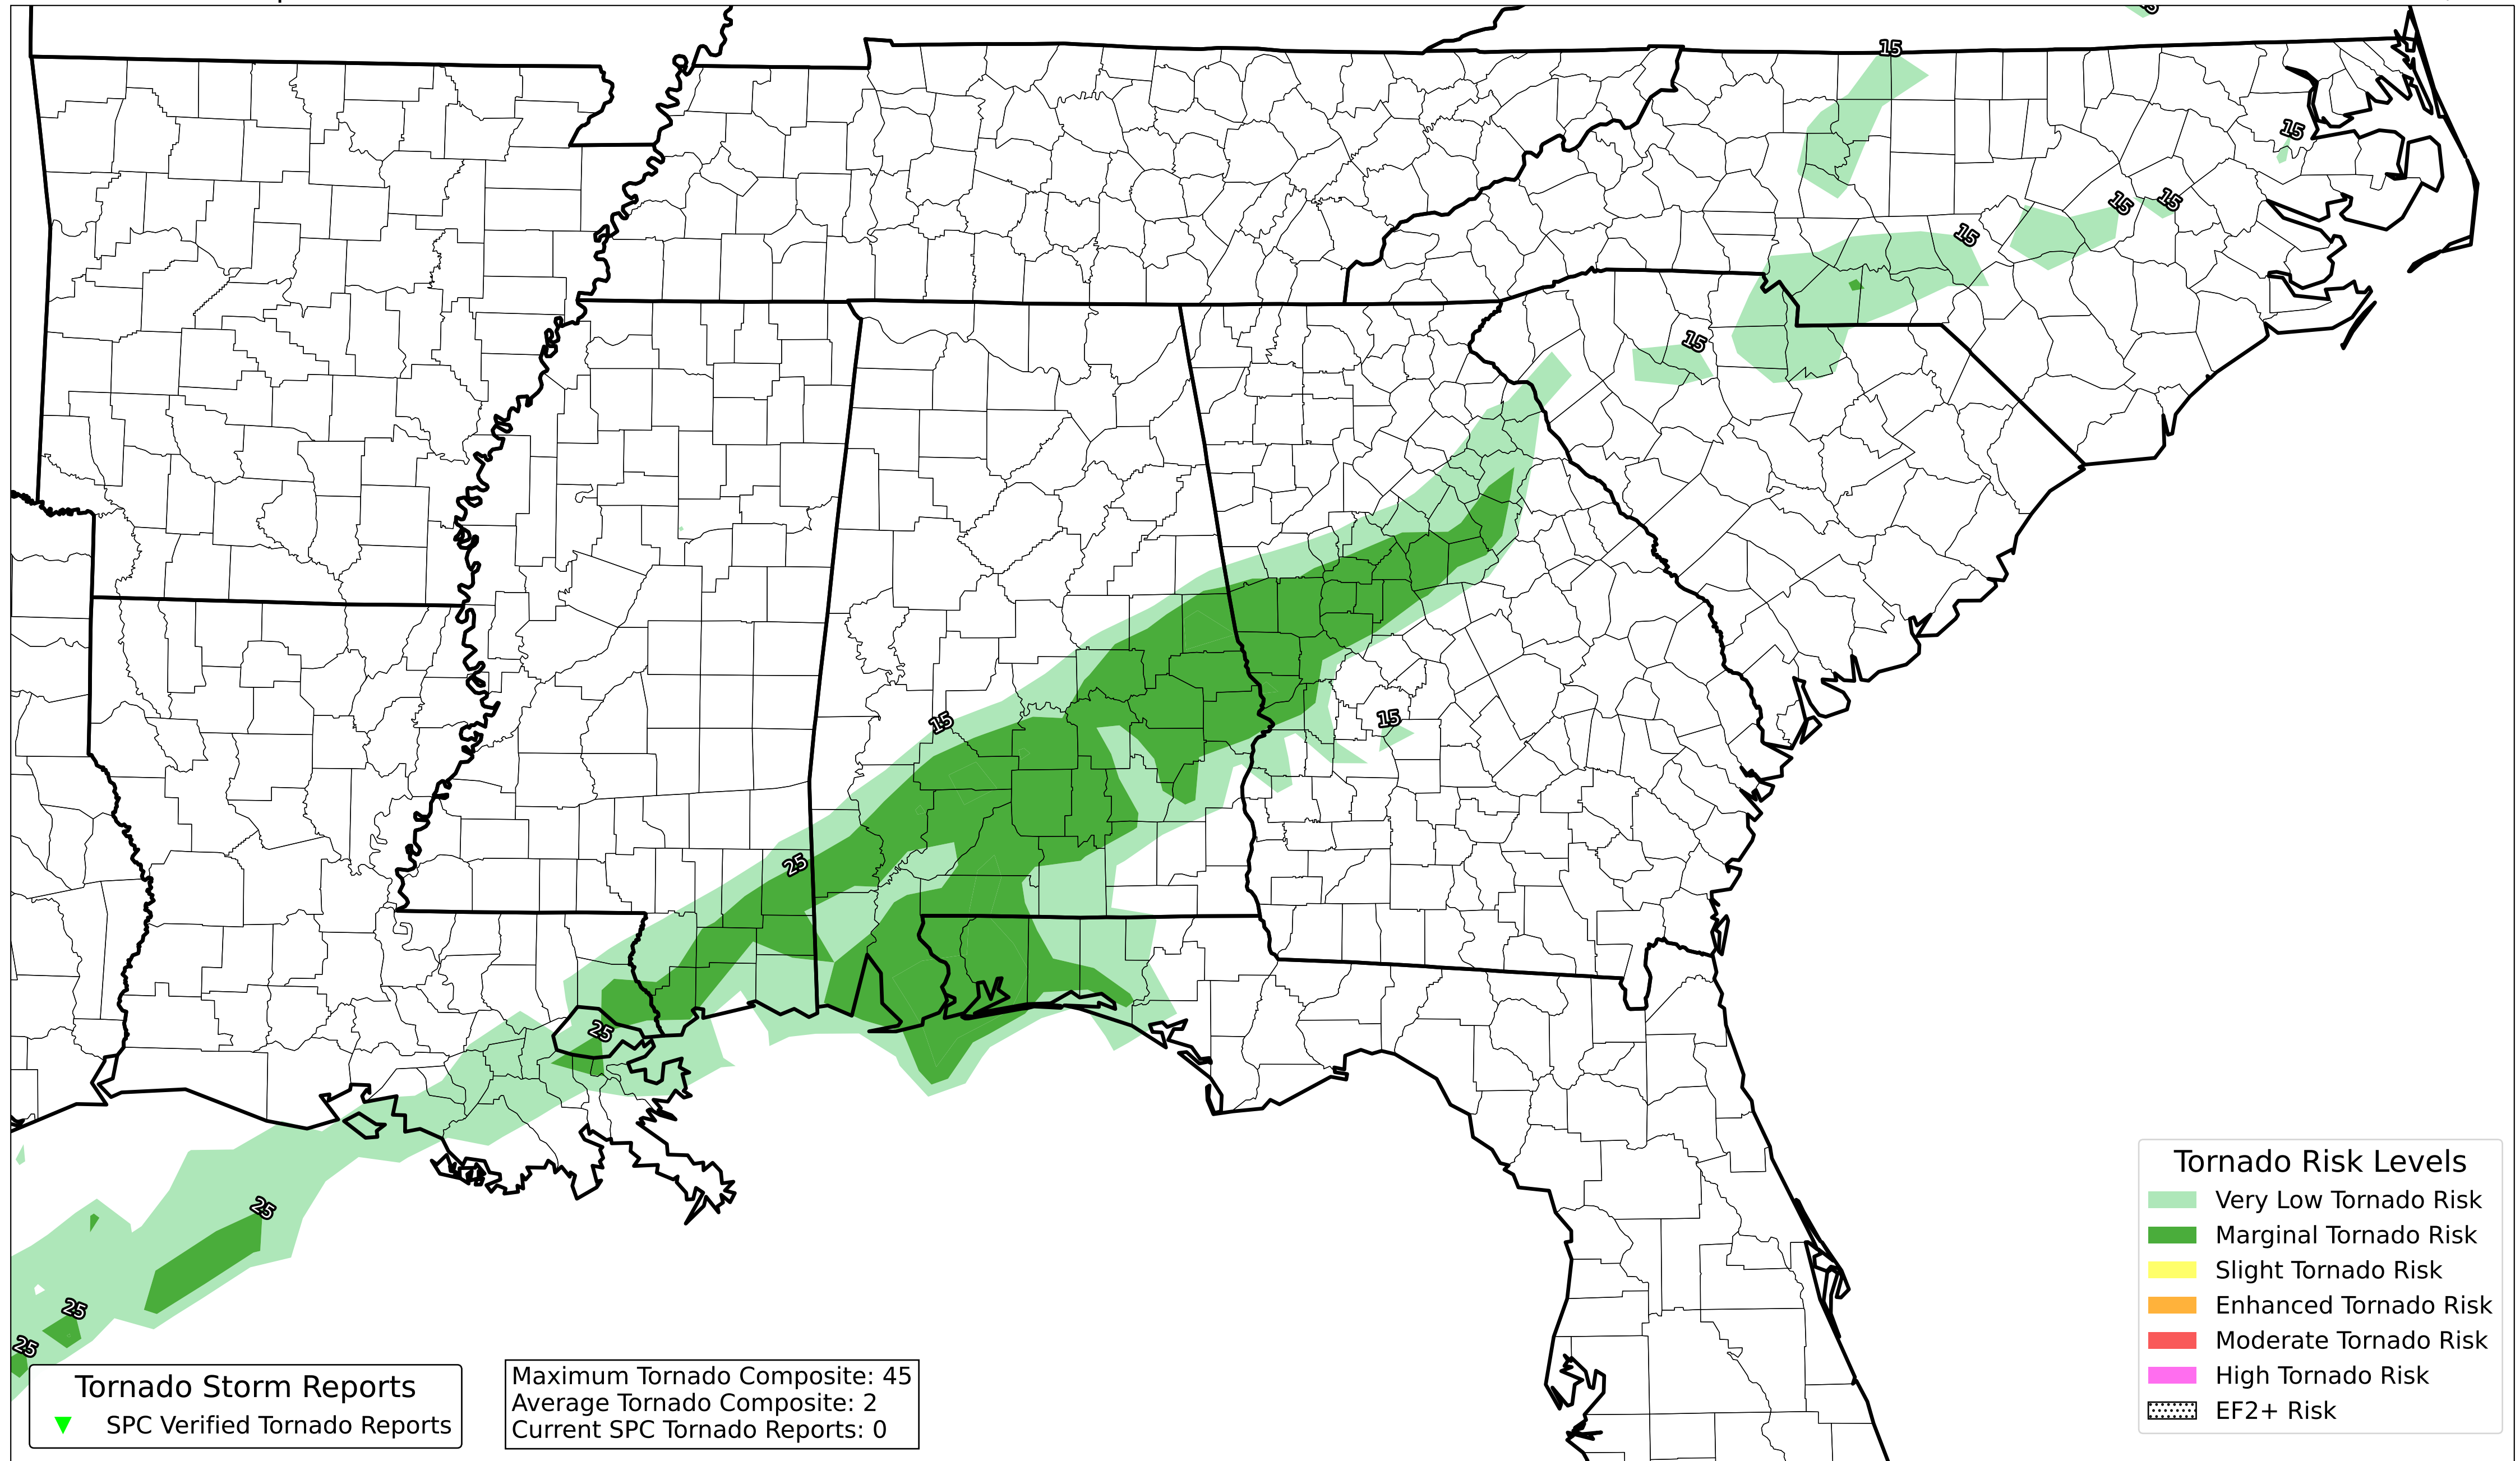 15
15
15
15
15
15
15
15
15
25
25
25
25
25
Tornado Risk Levels
Very Low Tornado Risk
Marginal Tornado Risk
Slight Tornado Risk
Enhanced Tornado Risk
Moderate Tornado Risk
High Tornado Risk
EF2+ Risk
Tornado Storm Reports
SPC Verified Tornado Reports
Maximum Tornado Composite: 45
Average Tornado Composite: 2
Current SPC Tornado Reports: 0